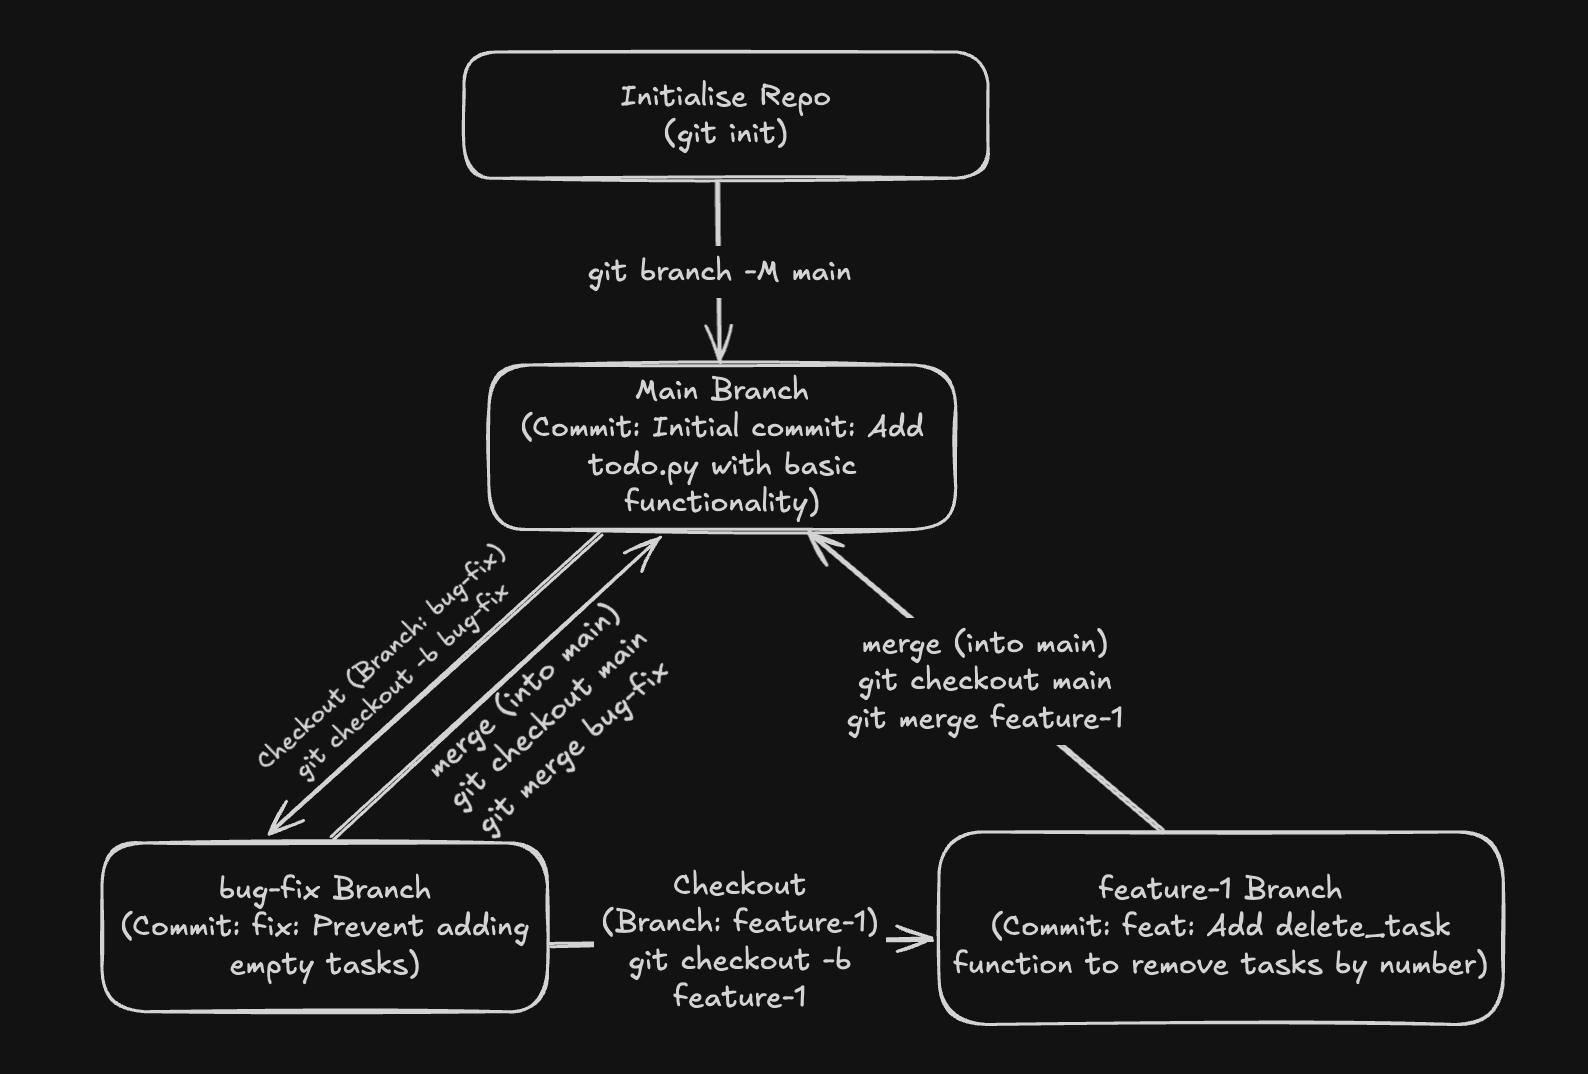 Initialise Repo
(git init)
git branch -M main
Main Branch
(Commit: Initial commit: Add
todo.py with basic
functionality)
Checkout (Branch: bug-fix)
git checkout -b bug-fix
merge (into main)
git checkout main
git merge bug-fix
merge (into main)
git checkout main
git merge feature-1
bug-fix Branch
(Commit: fix: Prevent adding
empty tasks)
Checkout
(Branch: feature-1)
git checkout -b
feature-1
feature-1 Branch
(Commit: feat: Add delete_task
function to remove tasks by number)